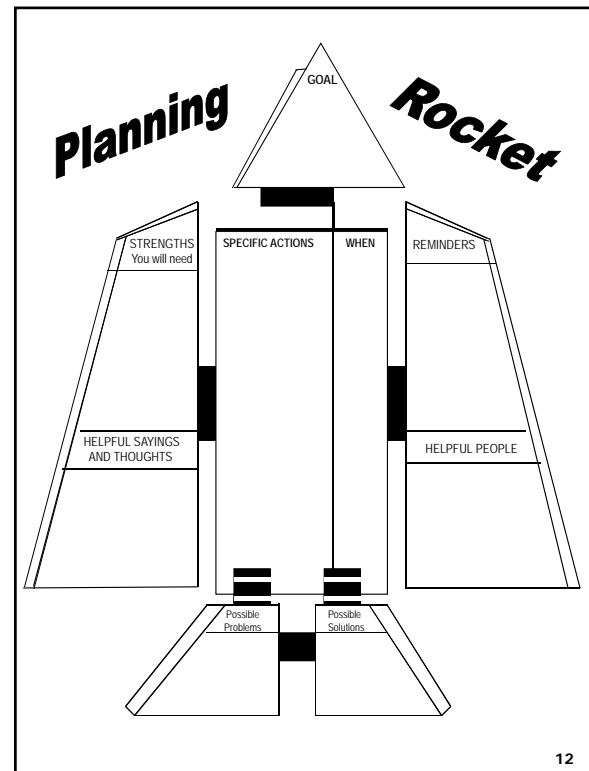 Planning Rocket
GOAL
STRENGTHS
You will need
SPECIFIC ACTIONS
WHEN
REMINDERS
HELPFUL SAYINGS
AND THOUGHTS
HELPFUL PEOPLE
Possible
Problems
Possible
Solutions
12